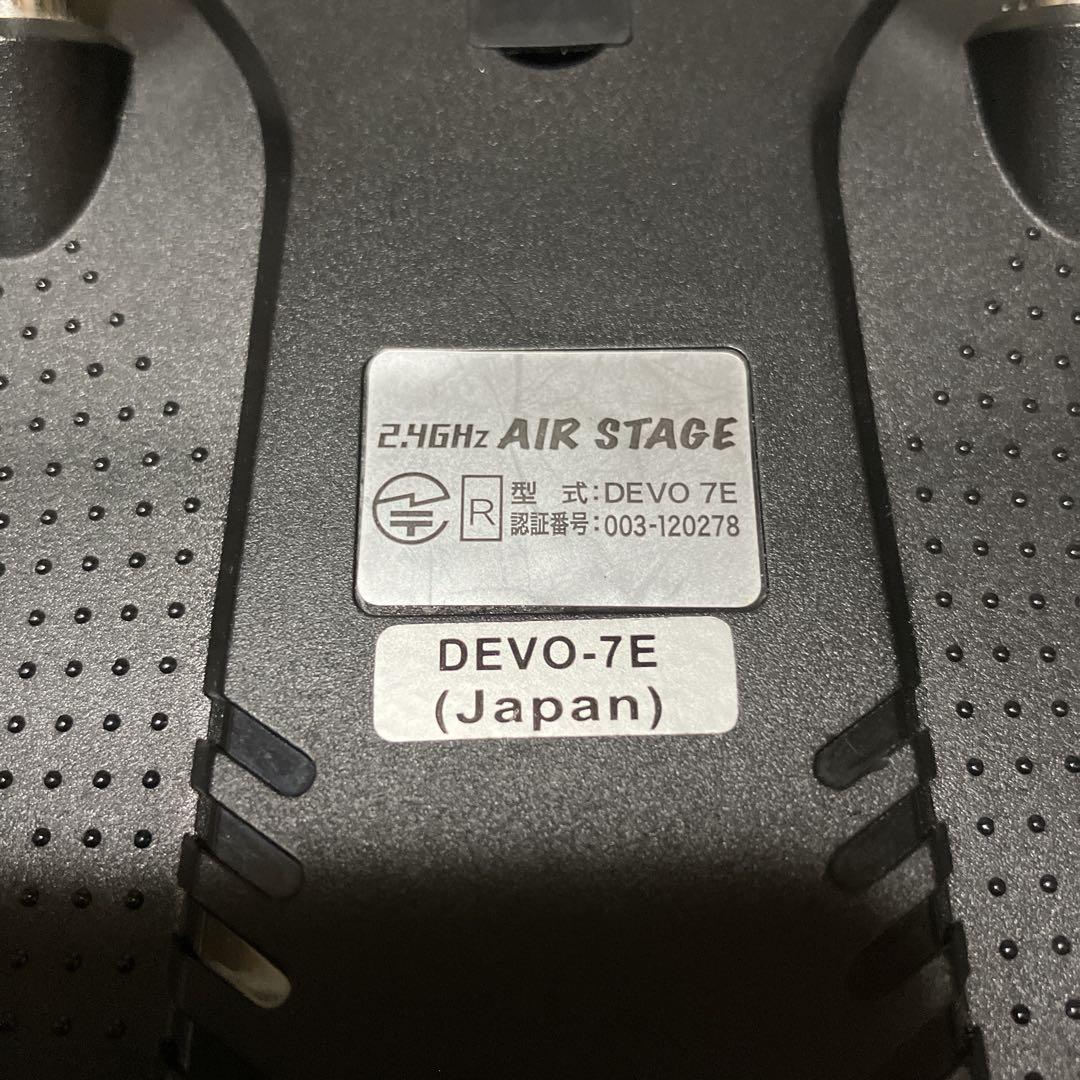 2.4GHz AIR STAGE
R 型 式:DEVO 7E
認証番号:003-120278
DEVO-7E
(Japan)